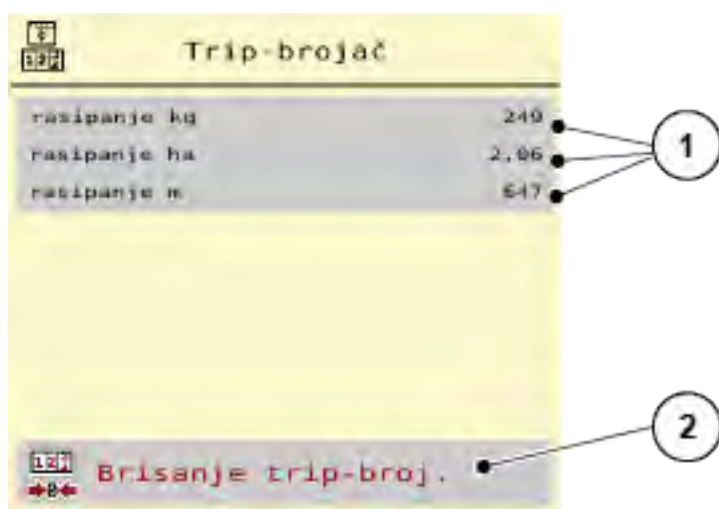 Trip-brojač
rasipanje kg 249
rasipanje ha 2.06
rasipanje m 647
1
2
Brisanje trip-broj.